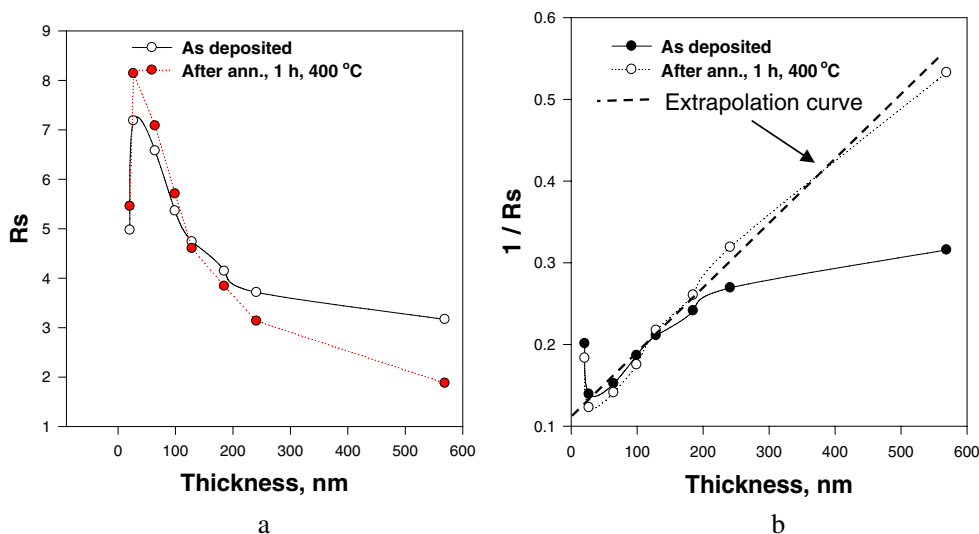 9
8
7
6
5
4
3
2
1
Rs
As deposited
After ann., 1 h, 400 °C
0 100 200 300 400 500 600
Thickness, nm
a
0.6
0.5
0.4
0.3
0.2
0.1
1 / Rs
As deposited
After ann., 1 h, 400 °C
Extrapolation curve
0 100 200 300 400 500 600
Thickness, nm
b